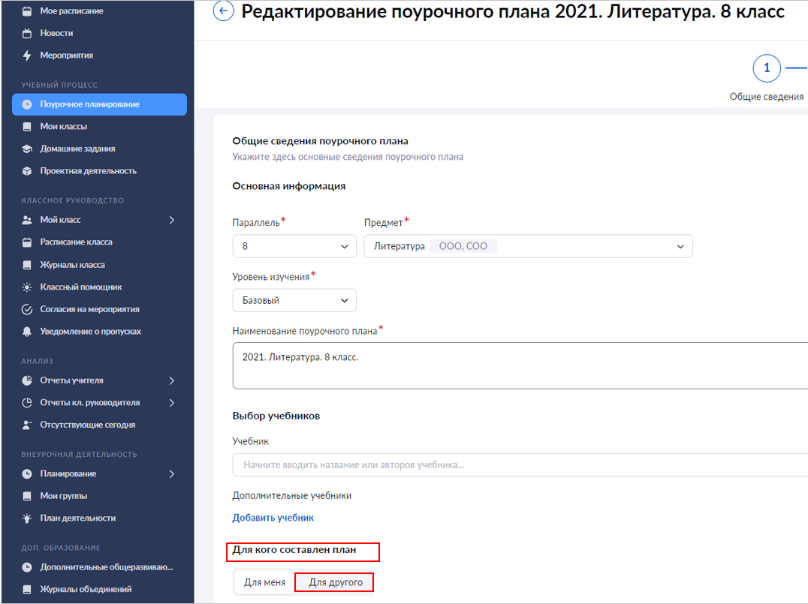 Мое расписание
Новости
Мероприятия
УЧЕБНЫЙ ПРОЦЕСС
Поурочное планирование
Мои классы
Домашние задания
Проектная деятельность
КЛАССНОЕ РУКОВОДСТВО
Мой класс
Расписание класса
Журналы класса
Классный помощник
Согласия на мероприятия
Уведомление о пропусках
АНАЛИЗ
Отчеты учителя
Отчеты кл. руководителя
Отсутствующие сегодня
ВНЕУРОЧНАЯ ДЕЯТЕЛЬНОСТЬ
Планирование
Мои группы
План деятельности
ДОП. ОБРАЗОВАНИЕ
Дополнительные общеразвиваю...
Журналы объединений
Редактирование поурочного плана 2021. Литература. 8 класс
1
Общие сведения
Общие сведения поурочного плана
Укажите здесь основные сведения поурочного плана
Основная информация
Параллель* Предмет*
8 Литература ООО, СОО
Уровень изучения*
Базовый
Наименование поурочного плана*
2021. Литература. 8 класс.
Выбор учебников
Учебник
Начните вводить название или авторов учебника...
Дополнительные учебники
Добавить учебник
Для кого составлен план
Для меня Для другого